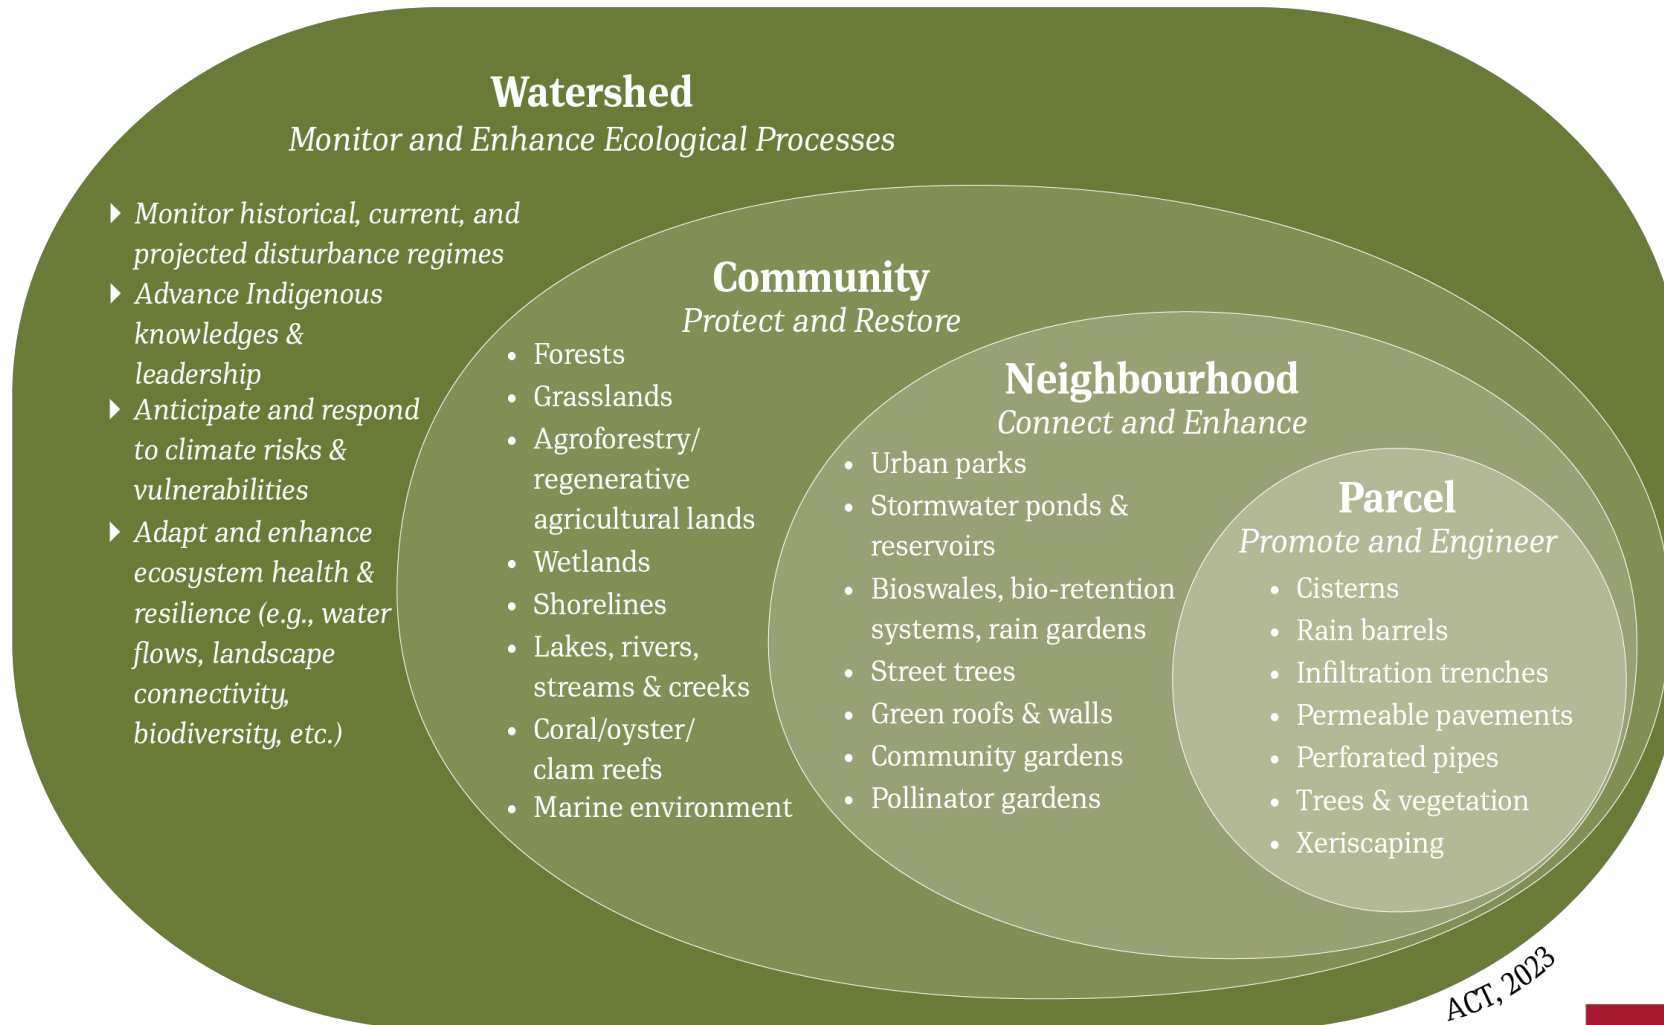 Watershed
Monitor and Enhance Ecological Processes
Monitor historical, current, and
projected disturbance regimes
Advance Indigenous
knowledges &
leadership
Anticipate and respond
to climate risks &
vulnerabilities
Adapt and enhance
ecosystem health &
resilience (e.g., water
flows, landscape
connectivity,
biodiversity, etc.)
Community
Protect and Restore
• Forests
• Grasslands
• Agroforestry/
regenerative
agricultural lands
• Wetlands
• Shorelines
• Lakes, rivers,
streams & creeks
• Coral/oyster/
clam reefs
• Marine environment
Neighbourhood
Connect and Enhance
• Urban parks
• Stormwater ponds &
reservoirs
• Bioswales, bio-retention
systems, rain gardens
• Street trees
• Green roofs & walls
• Community gardens
• Pollinator gardens
Parcel
Promote and Engineer
• Cisterns
• Rain barrels
• Infiltration trenches
• Permeable pavements
• Perforated pipes
• Trees & vegetation
• Xeriscaping
ACT, 2023